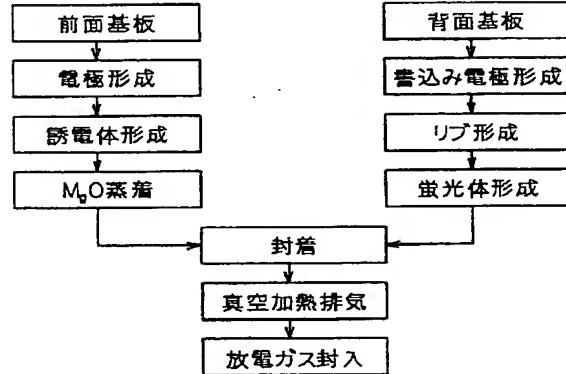 前面基板
電極形成
誘電体形成
MgO蒸着
背面基板
書込み電極形成
リブ形成
蛍光体形成
封着
真空加熱排気
放電ガス封入